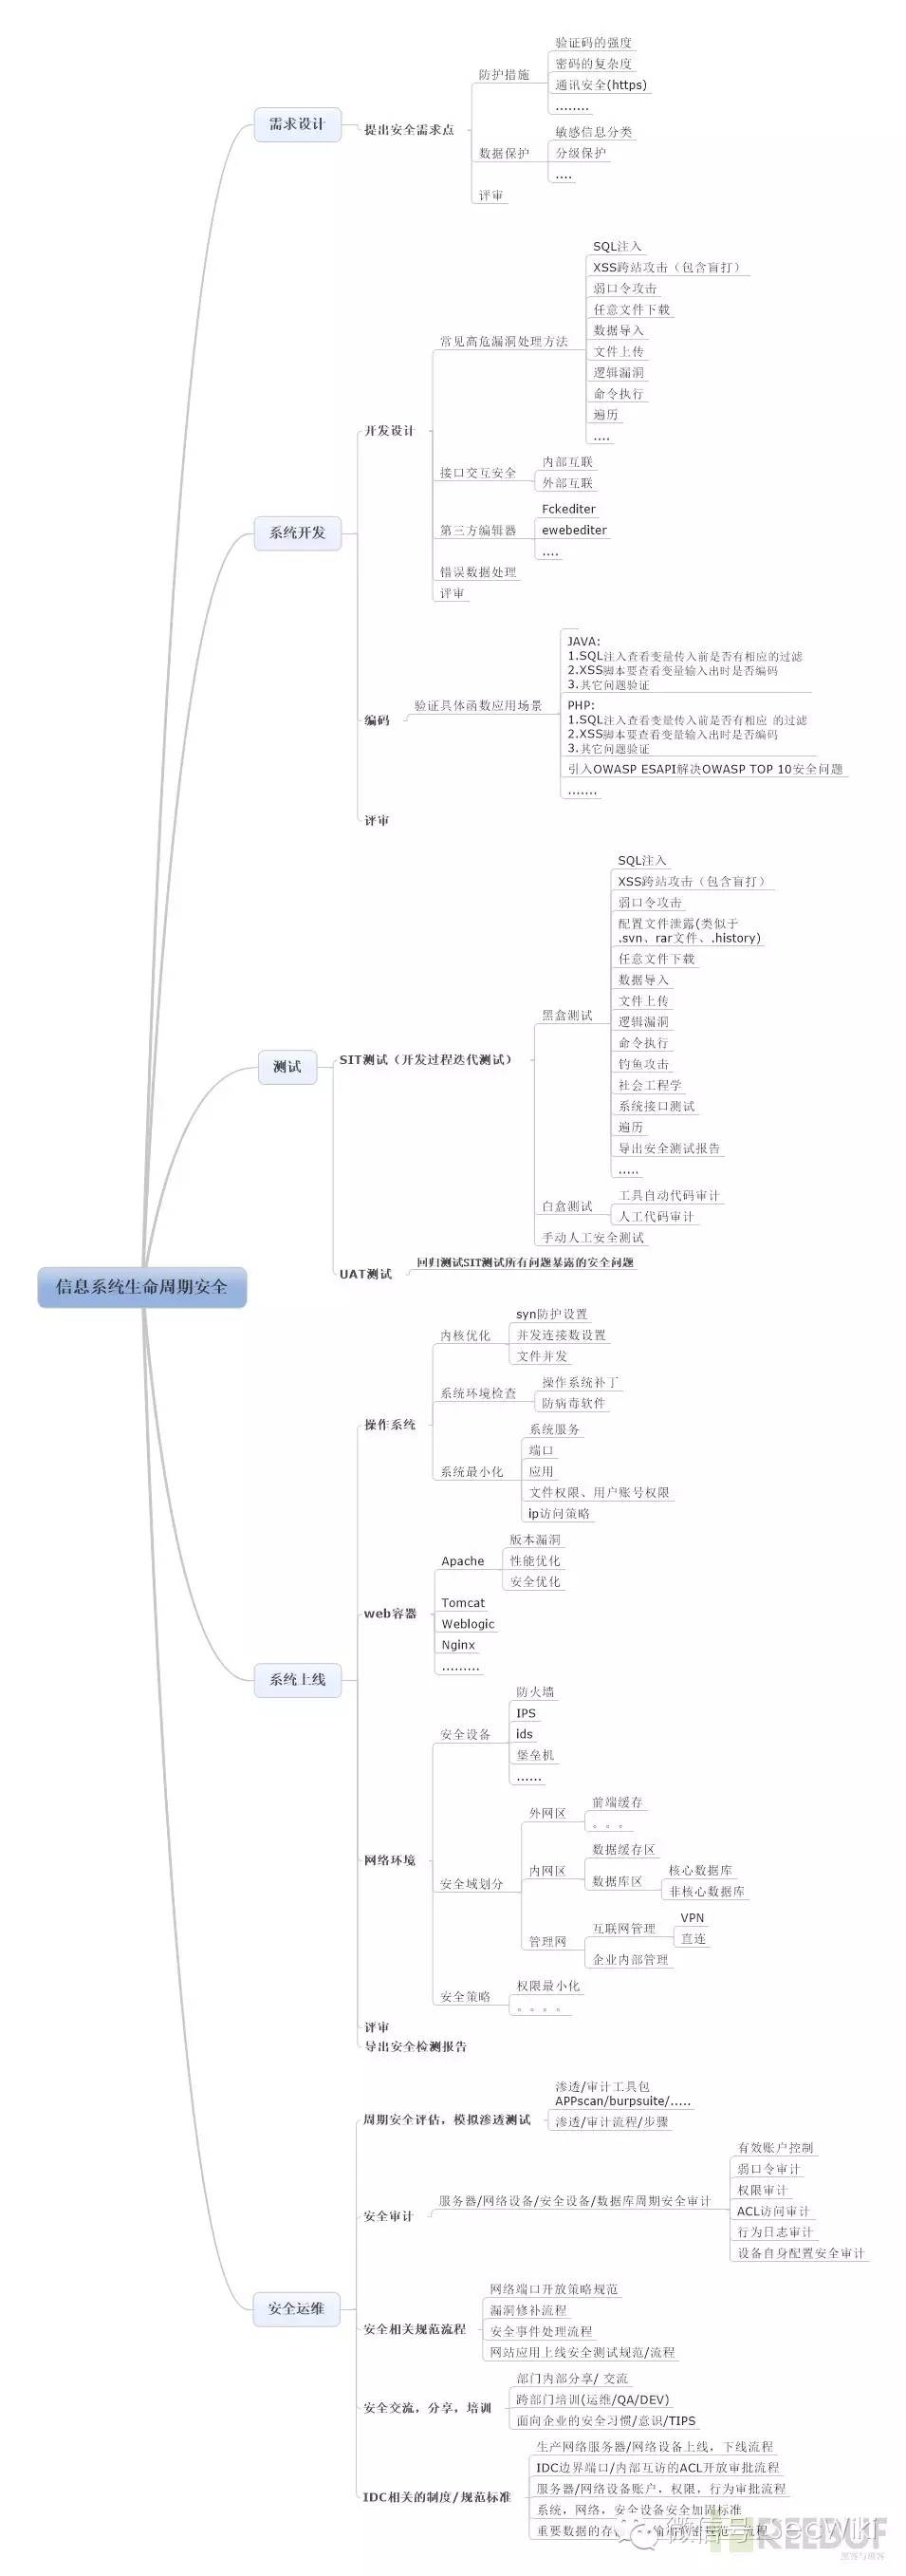 验证码的强度
密码的复杂度
防护措施
通讯安全(https)
........
需求设计
提出安全需求点
敏感信息分类
数据保护
分级保护
....
评审
SQL注入
XSS跨站攻击（包含盲打）
弱口令攻击
任意文件下载
数据导入
常见高危漏洞处理方法
文件上传
逻辑漏洞
命令执行
遍历
....
开发设计
内部互联
接口交互安全
外部互联
Fckediter
第三方编辑器
ewebediter
....
系统开发
错误数据处理
评审
JAVA:
1.SQL注入查看变量传入前是否有相应的过滤
2.XSS脚本要查看变量输入出时是否编码
3.其它问题验证
验证具体函数应用场景
PHP:
编码
1.SQL注入查看变量传入前是否有相应 的过滤
2.XSS脚本要查看变量输入出时是否编码
3.其它问题验证
引入OWASP ESAPI解决OWASP TOP 10安全问题
.......
评审
SQL注入
XSS跨站攻击（包含盲打）
弱口令攻击
配置文件泄露(类似于
.svn、rar文件、.history)
任意文件下载
数据导入
文件上传
黑盒测试
逻辑漏洞
命令执行
SIT测试（开发过程迭代测试）
测试
钓鱼攻击
社会工程学
系统接口测试
遍历
导出安全测试报告
.....
工具自动代码审计
白盒测试
人工代码审计
手动人工安全测试
UAT测试
回归测试SIT测试所有问题暴露的安全问题
信息系统生命周期安全
syn防护设置
内核优化
并发连接数设置
文件并发
操作系统补丁
系统环境检查
防病毒软件
操作系统
系统服务
端口
系统最小化
应用
文件权限、用户账号权限
ip访问策略
版本漏洞
Apache
性能优化
安全优化
Tomcat
web容器
Weblogic
Nginx
.........
系统上线
防火墙
IPS
安全设备
ids
堡垒机
......
前端缓存
外网区
。。。
数据缓存区
网络环境
内网区
核心数据库
安全域划分
数据库区
非核心数据库
VPN
互联网管理
管理网
直连
企业内部管理
权限最小化
安全策略
。。。。
评审
导出安全检测报告
渗透/审计工具包
APPscan/burpsuite/.....
周期安全评估，模拟渗透测试
渗透/审计流程/步骤
有效账户控制
弱口令审计
权限审计
服务器/网络设备/安全设备/数据库周期安全审计
安全审计
ACL访问审计
行为日志审计
设备自身配置安全审计
网络端口开放策略规范
安全运维
漏洞修补流程
安全相关规范流程
安全事件处理流程
网站应用上线安全测试规范/流程
部门内部分享/ 交流
跨部门培训(运维/QA/DEV)
安全交流，分享，培训
面向企业的安全习惯/意识/TIPS
生产网络服务器/网络设备上线，下线流程
IDC边界端口/内部互访的ACL开放审批流程
服务器/网络设备账户，权限，行为审批流程
IDC相关的制度/规范标准
系统，网络，安全设备安全加固标准
重要数据的存
流程
微信号: secwiki
REEBUF
黑客与极客